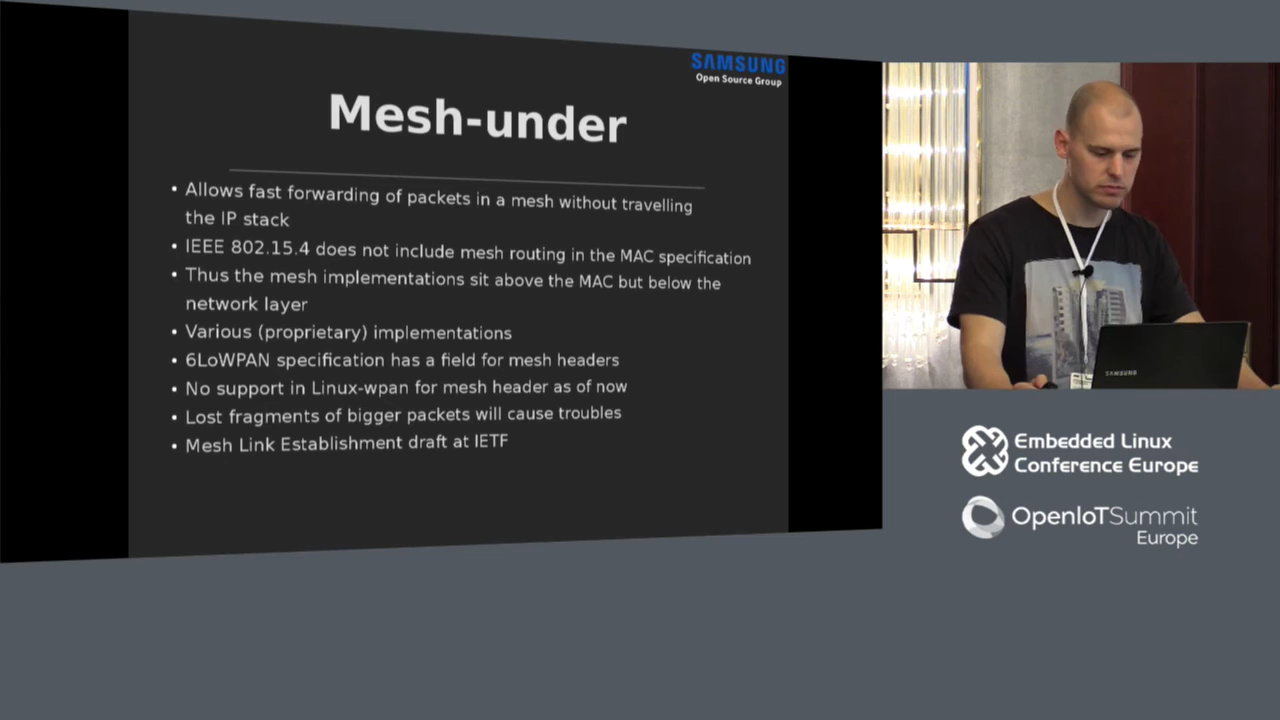 SAMSUNG
Open Source Group
Mesh-under
• Allows fast forwarding of packets in a mesh without travelling
the IP stack
• IEEE 802.15.4 does not include mesh routing in the MAC specification
• Thus the mesh implementations sit above the MAC but below the
network layer
• Various (proprietary) implementations
• 6LoWPAN specification has a field for mesh headers
• No support in Linux-wpan for mesh header as of now
• Lost fragments of bigger packets will cause troubles
• Mesh Link Establishment draft at IETF
SAMSUNG
Embedded Linux
Conference Europe
OpenIoTSummit
Europe